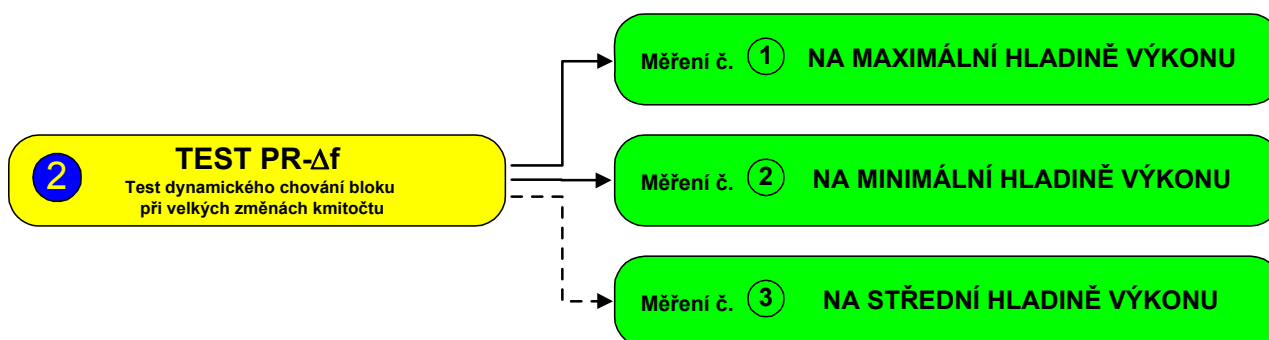 Měření č. 1 NA MAXIMÁLNÍ HLADINĚ VÝKONU
2 TEST PR-Δf
Test dynamického chování bloku
při velkých změnách kmitočtu
Měření č. 2 NA MINIMÁLNÍ HLADINĚ VÝKONU
Měření č. 3 NA STŘEDNÍ HLADINĚ VÝKONU